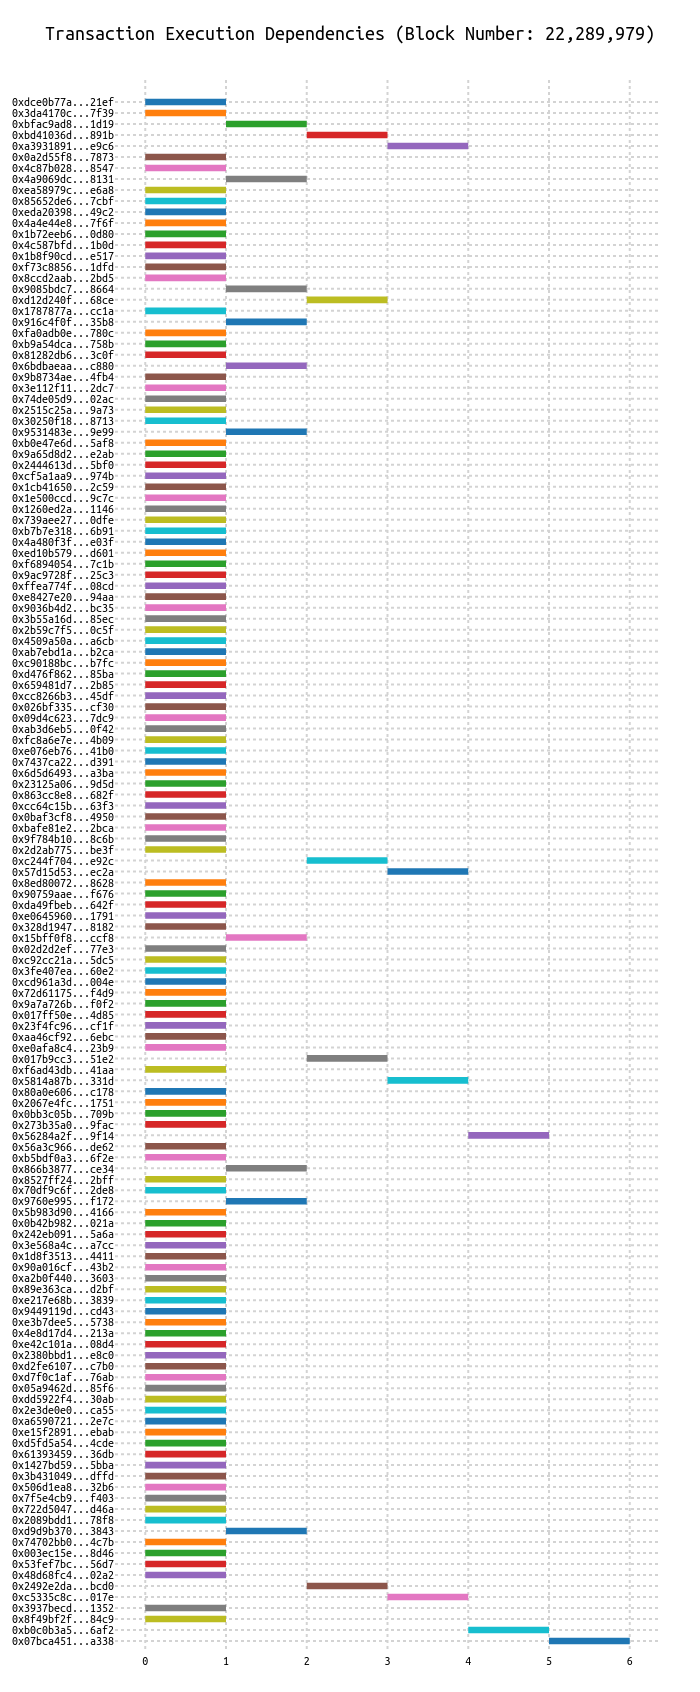 Transaction Execution Dependencies (Block Number: 22,289,979)
0xdce0b77a...21ef
0x3da4170c...7f39
0xbfac9ad8...1d19
0xbd41036d...891b
0xa3931891...e9c6
0x0a2d55f8...7873
0x4c87b028...8547
0x4a9069dc...8131
0xea58979c...e6a8
0x85652de6...7cbf
0xeda20398...49c2
0x4a4e44e8...7f6f
0x1b72eeb6...0d80
0x4c587bfd...1b0d
0x1b8f90cd...e517
0xf73c8856...1dfd
0x8ccd2aab...2bd5
0x9085bdc7...8664
0xd12d240f...68ce
0x1787877a...cc1a
0x916c4f0f...35b8
0xfa0adb0e...780c
0xb9a54dca...758b
0x81282db6...3c0f
0x6bdbaeaa...c880
0x9b8734ae...4fb4
0x3e112f11...2dc7
0x74de05d9...02ac
0x2515c25a...9a73
0x30250f18...8713
0x9531483e...9e99
0xb0e47e6d...5af8
0x9a65d8d2...e2ab
0x2444613d...5bf0
0xcf5a1aa9...974b
0x1cb41650...2c59
0x1e500ccd...9c7c
0x1260ed2a...1146
0x739aee27...0dfe
0xb7b7e318...6b91
0x4a480f3f...e03f
0xed10b579...d601
0xf6894054...7c1b
0x9ac9728f...25c3
0xffea774f...08cd
0xe8427e20...94aa
0x9036b4d2...bc35
0x3b55a16d...85ec
0x2b59c7f5...0c5f
0x4509a50a...a6cb
0xab7ebd1a...b2ca
0xc90188bc...b7fc
0xd476f862...85ba
0x659481d7...2b85
0xcc8266b3...45df
0x026bf335...cf30
0x09d4c623...7dc9
0xab3d6eb5...0f42
0xfc8a6e7e...4b09
0xe076eb76...41b0
0x7437ca22...d391
0x6d5d6493...a3ba
0x23125a06...9d5d
0x863cc8e8...682f
0xcc64c15b...63f3
0x0baf3cf8...4950
0xbafe81e2...2bca
0x9f784b10...8c6b
0x2d2ab775...be3f
0xc244f704...e92c
0x57d15d53...ec2a
0x8ed80072...8628
0x90759aae...f676
0xda49fbeb...642f
0xe0645960...1791
0x328d1947...8182
0x15bff0f8...ccf8
0x02d2d2ef...77e3
0xc92cc21a...5dc5
0x3fe407ea...60e2
0xcd961a3d...004e
0x72d61175...f4d9
0x9a7a726b...f0f2
0x017ff50e...4d85
0x23f4fc96...cf1f
0xaa46cf92...6ebc
0xe0afa8c4...23b9
0x017b9cc3...51e2
0xf6ad43db...41aa
0x5814a87b...331d
0x80a0e606...c178
0x2067e4fc...1751
0x0bb3c05b...709b
0x273b35a0...9fac
0x56284a2f...9f14
0x56a3c966...de62
0xb5bdf0a3...6f2e
0x866b3877...ce34
0x8527ff24...2bff
0x70df9c6f...2de8
0x9760e995...f172
0x5b983d90...4166
0x0b42b982...021a
0x242eb091...5a6a
0x3e568a4c...a7cc
0x1d8f3513...4411
0x90a016cf...43b2
0xa2b0f440...3603
0x89e363ca...d2bf
0xe217e68b...3839
0x9449119d...cd43
0xe3b7dee5...5738
0x4e8d17d4...213a
0xe42c101a...08d4
0x2380bbd1...e8c0
0xd2fe6107...c7b0
0xd7f0c1af...76ab
0x05a9462d...85f6
0xdd5922f4...30ab
0x2e3de0e0...ca55
0xa6590721...2e7c
0xe15f2891...ebab
0xd5fd5a54...4cde
0x61393459...36db
0x1427bd59...5bba
0x3b431049...dffd
0x506d1ea8...32b6
0x7f5e4cb9...f403
0x722d5047...d46a
0x2089bdd1...78f8
0xd9d9b370...3843
0x74702bb0...4c7b
0x003ec15e...8d46
0x53fef7bc...56d7
0x48d68fc4...02a2
0x2492e2da...bcd0
0xc5335c8c...017e
0x3937becd...1352
0x8f49bf2f...84c9
0xb0c0b3a5...6af2
0x07bca451...a338
0 1 2 3 4 5 6